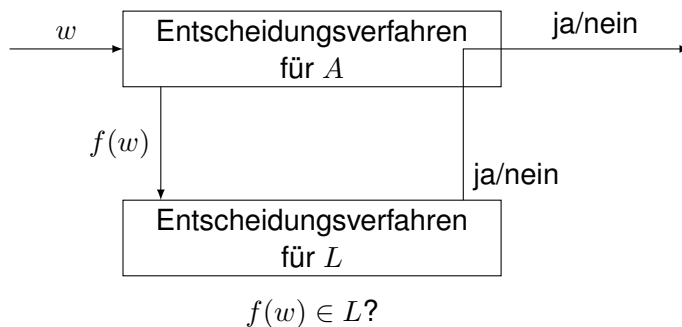 w
Entscheidungsverfahren
für A
ja/nein
f(w)
ja/nein
Entscheidungsverfahren
für L
f(w) ∈ L?